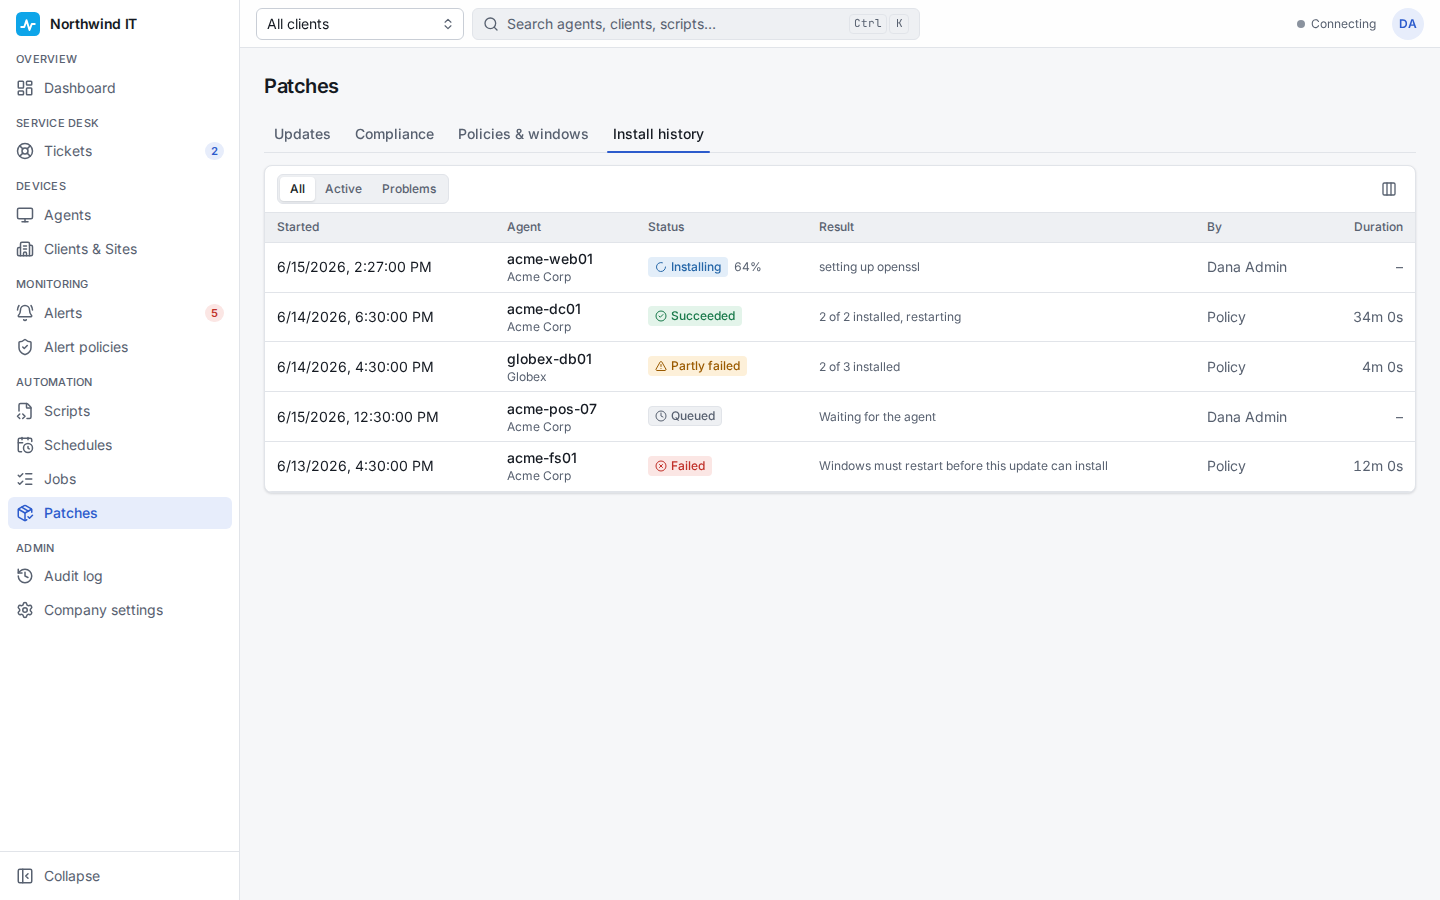 Northwind IT
OVERVIEW
Dashboard
SERVICE DESK
Tickets 2
DEVICES
Agents
Clients & Sites
MONITORING
Alerts 5
Alert policies
AUTOMATION
Scripts
Schedules
Jobs
Patches
ADMIN
Audit log
Company settings
Collapse
All clients
Search agents, clients, scripts... Ctrl K
Connecting DA
Patches
Updates Compliance Policies & windows Install history
All Active Problems
Started Agent Status Result By Duration
6/15/2026, 2:27:00 PM acme-web01 Installing 64% setting up openssl Dana Admin –
Acme Corp
6/14/2026, 6:30:00 PM acme-dc01 Succeeded 2 of 2 installed, restarting Policy 34m 0s
Acme Corp
6/14/2026, 4:30:00 PM globex-db01 Partly failed 2 of 3 installed Policy 4m 0s
Globex
6/15/2026, 12:30:00 PM acme-pos-07 Queued Waiting for the agent Dana Admin –
Acme Corp
6/13/2026, 4:30:00 PM acme-fs01 Failed Windows must restart before this update can install Policy 12m 0s
Acme Corp